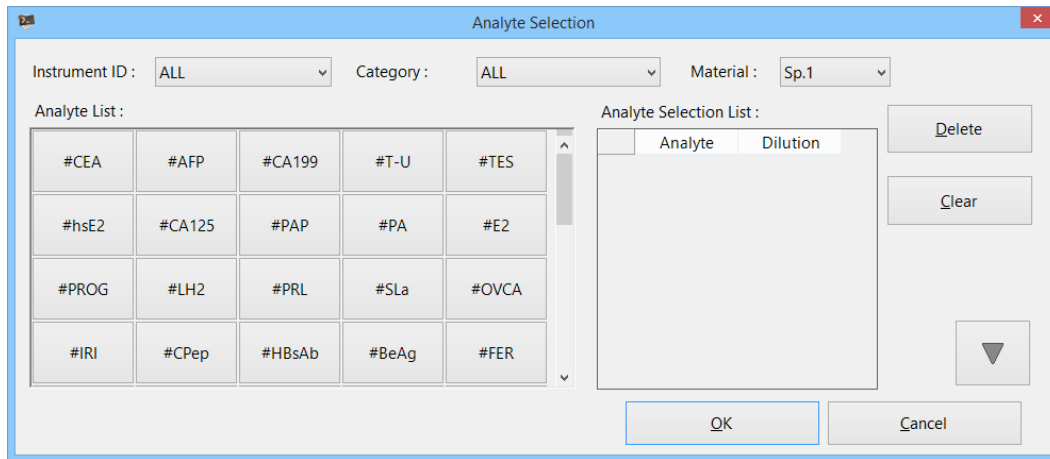 Analyte Selection
Instrument ID : ALL Category : ALL Material : Sp.1
Analyte List : Analyte Selection List :
Delete
Analyte Dilution
#CEA #AFP #CA199 #T-U #TES
Clear
#hsE2 #CA125 #PAP #PA #E2
#PROG #LH2 #PRL #SLa #OVCA
#IRI #CPep #HBsAb #BeAg #FER
OK Cancel